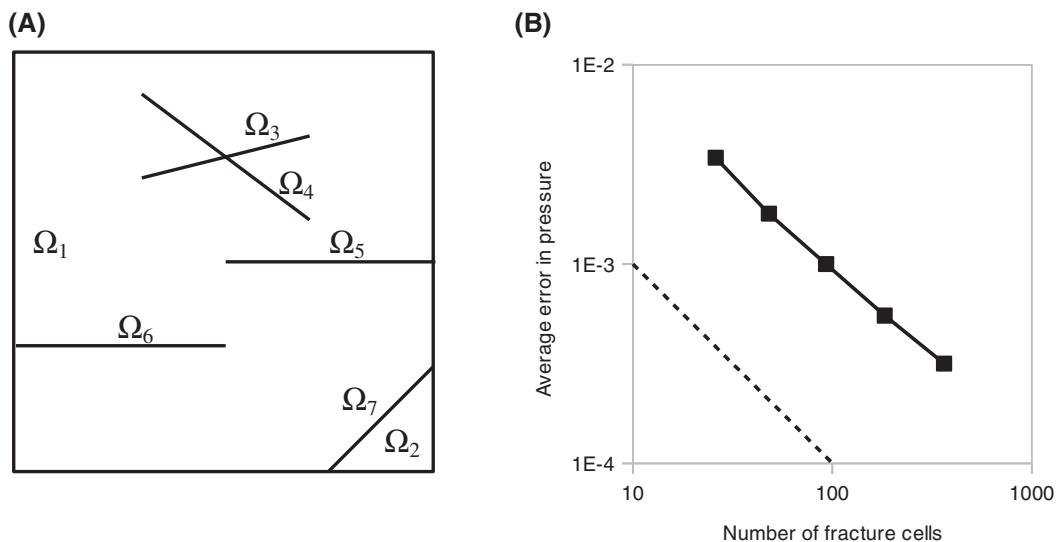 (A)
Ω3
Ω4
Ω1
Ω5
Ω6
Ω7
Ω2
(B)
1E-2
1E-3
1E-4
Average error in pressure
10
100
1000
Number of fracture cells